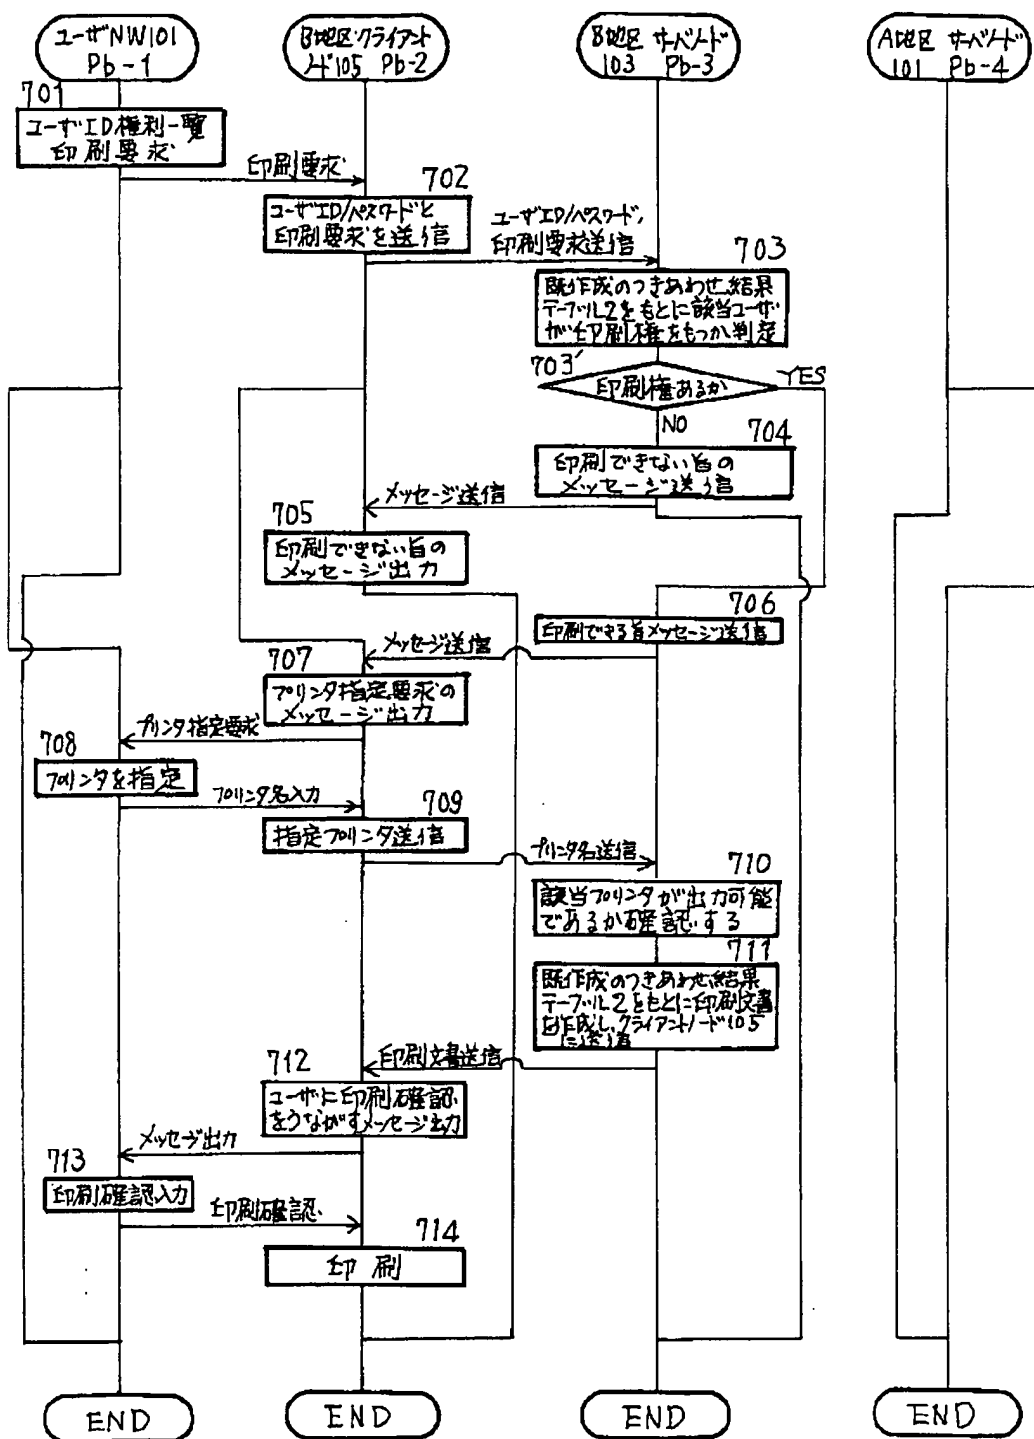 ユーザNW101
Pb-1
B地区クライアント
ノード105 Pb-2
B地区 サーバノード
103 Pb-3
A地区 サーバノード
101 Pb-4
701
ユーザID権利一覧
印刷要求
印刷要求
702
ユーザID/パスワードと
印刷要求を送信
ユーザID/パスワード,
印刷要求送信
703
既作成のつきあわせ結果
テーブル2をもとに該当ユーザ
が印刷権をもつか判定
703'
印刷権あるか
YES
NO
704
印刷できない旨の
メッセージ送信
メッセージ送信
705
印刷できない旨の
メッセージ出力
706
印刷できる旨メッセージ送信
メッセージ送信
707
プリンタ指定要求の
メッセージ出力
プリンタ指定要求
708
プリンタを指定
プリンタ名入力
709
指定プリンタ送信
プリンタ名送信
710
該当プリンタが出力可能
であるか確認する
711
既作成のつきあわせ結果
テーブル2をもとに印刷文書
を作成し、クライアントノード105
に送信
印刷文書送信
712
ユーザに印刷確認
をうながすメッセージ出力
メッセージ出力
713
印刷確認入力
印刷確認
714
印刷
END
END
END
END